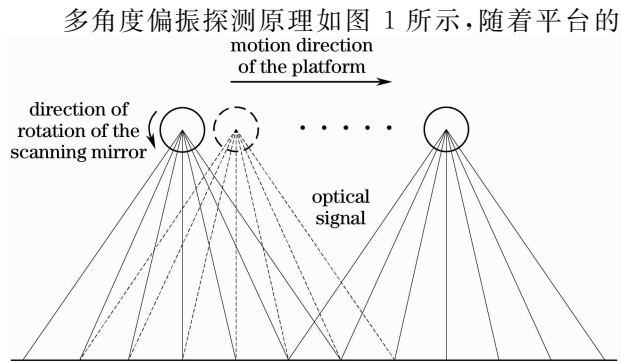 多角度偏振探测原理如图 1 所示,随着平台的
motion direction
of the platform
direction of
rotation of the
scanning mirror
optical
signal